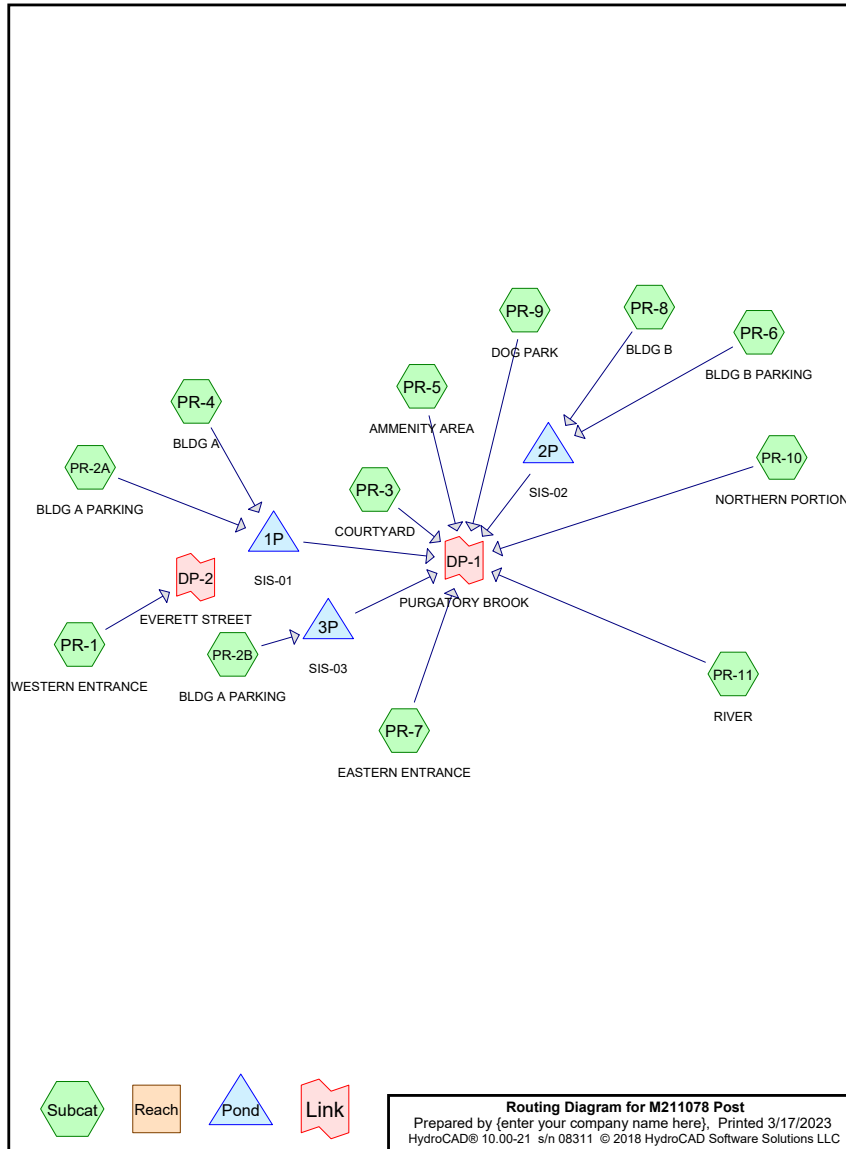 PR-9
DOG PARK
PR-8
BLDG B
PR-6
BLDG B PARKING
PR-5
AMMENITY AREA
PR-4
BLDG A
2P
SIS-02
PR-10
NORTHERN PORTION
PR-2A
BLDG A PARKING
PR-3
COURTYARD
1P
SIS-01
DP-1
PURGATORY BROOK
DP-2
EVERETT STREET
3P
SIS-03
PR-1
WESTERN ENTRANCE
PR-2B
BLDG A PARKING
PR-11
RIVER
PR-7
EASTERN ENTRANCE
Subcat
Reach
Pond
Link
Routing Diagram for M211078 Post
Prepared by {enter your company name here}, Printed 3/17/2023
HydroCAD® 10.00-21 s/n 08311 © 2018 HydroCAD Software Solutions LLC